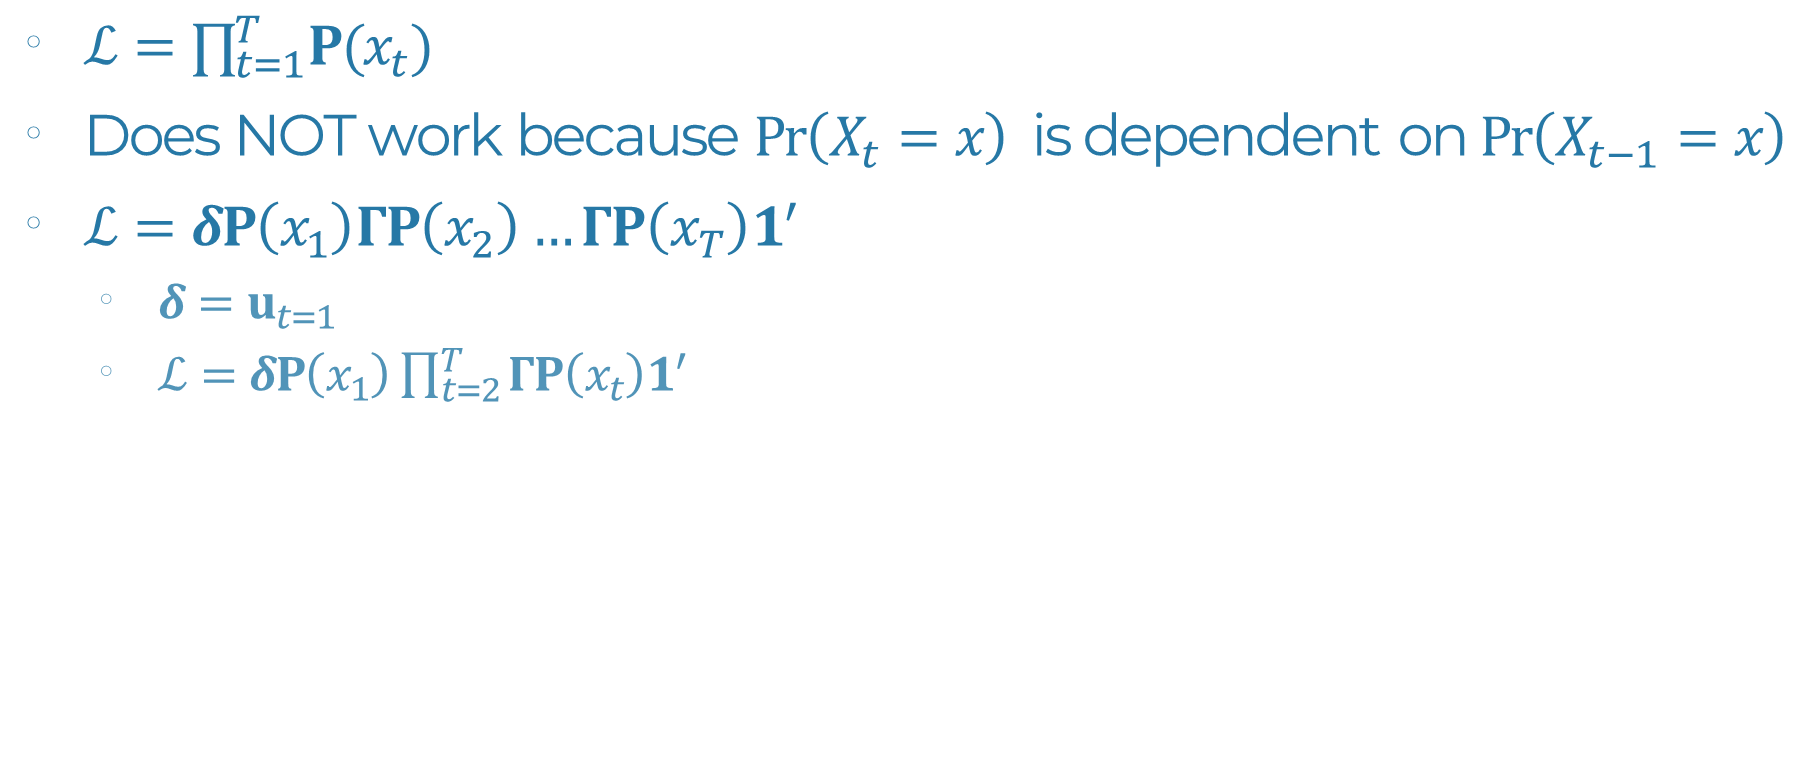 ◦ ℒ = ∏_{t=1}^{T} 𝐏(x_t)
◦ Does NOT work because Pr(X_t = x) is dependent on Pr(X_{t−1} = x)
◦ ℒ = 𝜹𝐏(x_1)𝚪𝐏(x_2) … 𝚪𝐏(x_T)𝟏′
◦ 𝜹 = 𝐮_{t=1}
◦ ℒ = 𝜹𝐏(x_1) ∏_{t=2}^{T} 𝚪𝐏(x_t)𝟏′